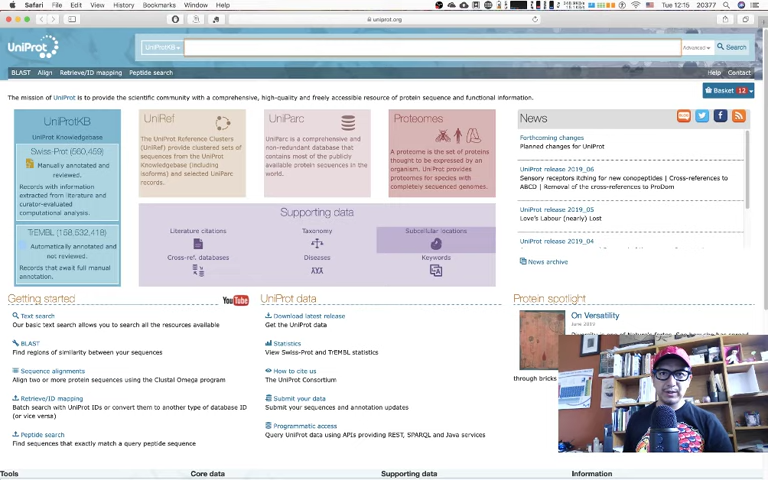 Safari File Edit View History Bookmarks Window Help
Tue 12:15 20377
uniprot.org
UniProt
UniProtKB
Advanced
Search
BLAST Align Retrieve/ID mapping Peptide search
Help Contact
Basket 12
The mission of UniProt is to provide the scientific community with a comprehensive, high-quality and freely accessible resource of protein sequence and functional information.
UniProtKB
UniProt Knowledgebase
Swiss-Prot (560,459)
Manually annotated and
reviewed.
Records with information
extracted from literature and
curator-evaluated
computational analysis.
TrEMBL (158,532,418)
Automatically annotated and
not reviewed.
Records that await full manual
annotation.
UniRef
The UniProt Reference Clusters
(UniRef) provide clustered sets of
sequences from the UniProt
Knowledgebase (including
isoforms) and selected UniParc
records.
UniParc
UniParc is a comprehensive and
non-redundant database that
contains most of the publicly
available protein sequences in the
world.
Proteomes
A proteome is the set of proteins
thought to be expressed by an
organism. UniProt provides
proteomes for species with
completely sequenced genomes.
Supporting data
Literature citations
Taxonomy
Subcellular locations
Cross-ref. databases
Diseases
Keywords
News
Forthcoming changes
Planned changes for UniProt
UniProt release 2019_06
Sensory receptors itching for new conopeptides | Cross-references to
ABCD | Removal of the cross-references to ProDom
UniProt release 2019_05
Love's Labour (nearly) Lost
UniProt release 2019_04
News archive
Getting started
You Tube
Text search
Our basic text search allows you to search all the resources available
BLAST
Find regions of similarity between your sequences
Sequence alignments
Align two or more protein sequences using the Clustal Omega program
Retrieve/ID mapping
Batch search with UniProt IDs or convert them to another type of database ID
(or vice versa)
Peptide search
Find sequences that exactly match a query peptide sequence
UniProt data
Download latest release
Get the UniProt data
Statistics
View Swiss-Prot and TrEMBL statistics
How to cite us
The UniProt Consortium
Submit your data
Submit your sequences and annotation updates
Programmatic access
Query UniProt data using APIs providing REST, SPARQL and Java services
Protein spotlight
On Versatility
June 2019
through bricks
Tools
Core data
Supporting data
Information